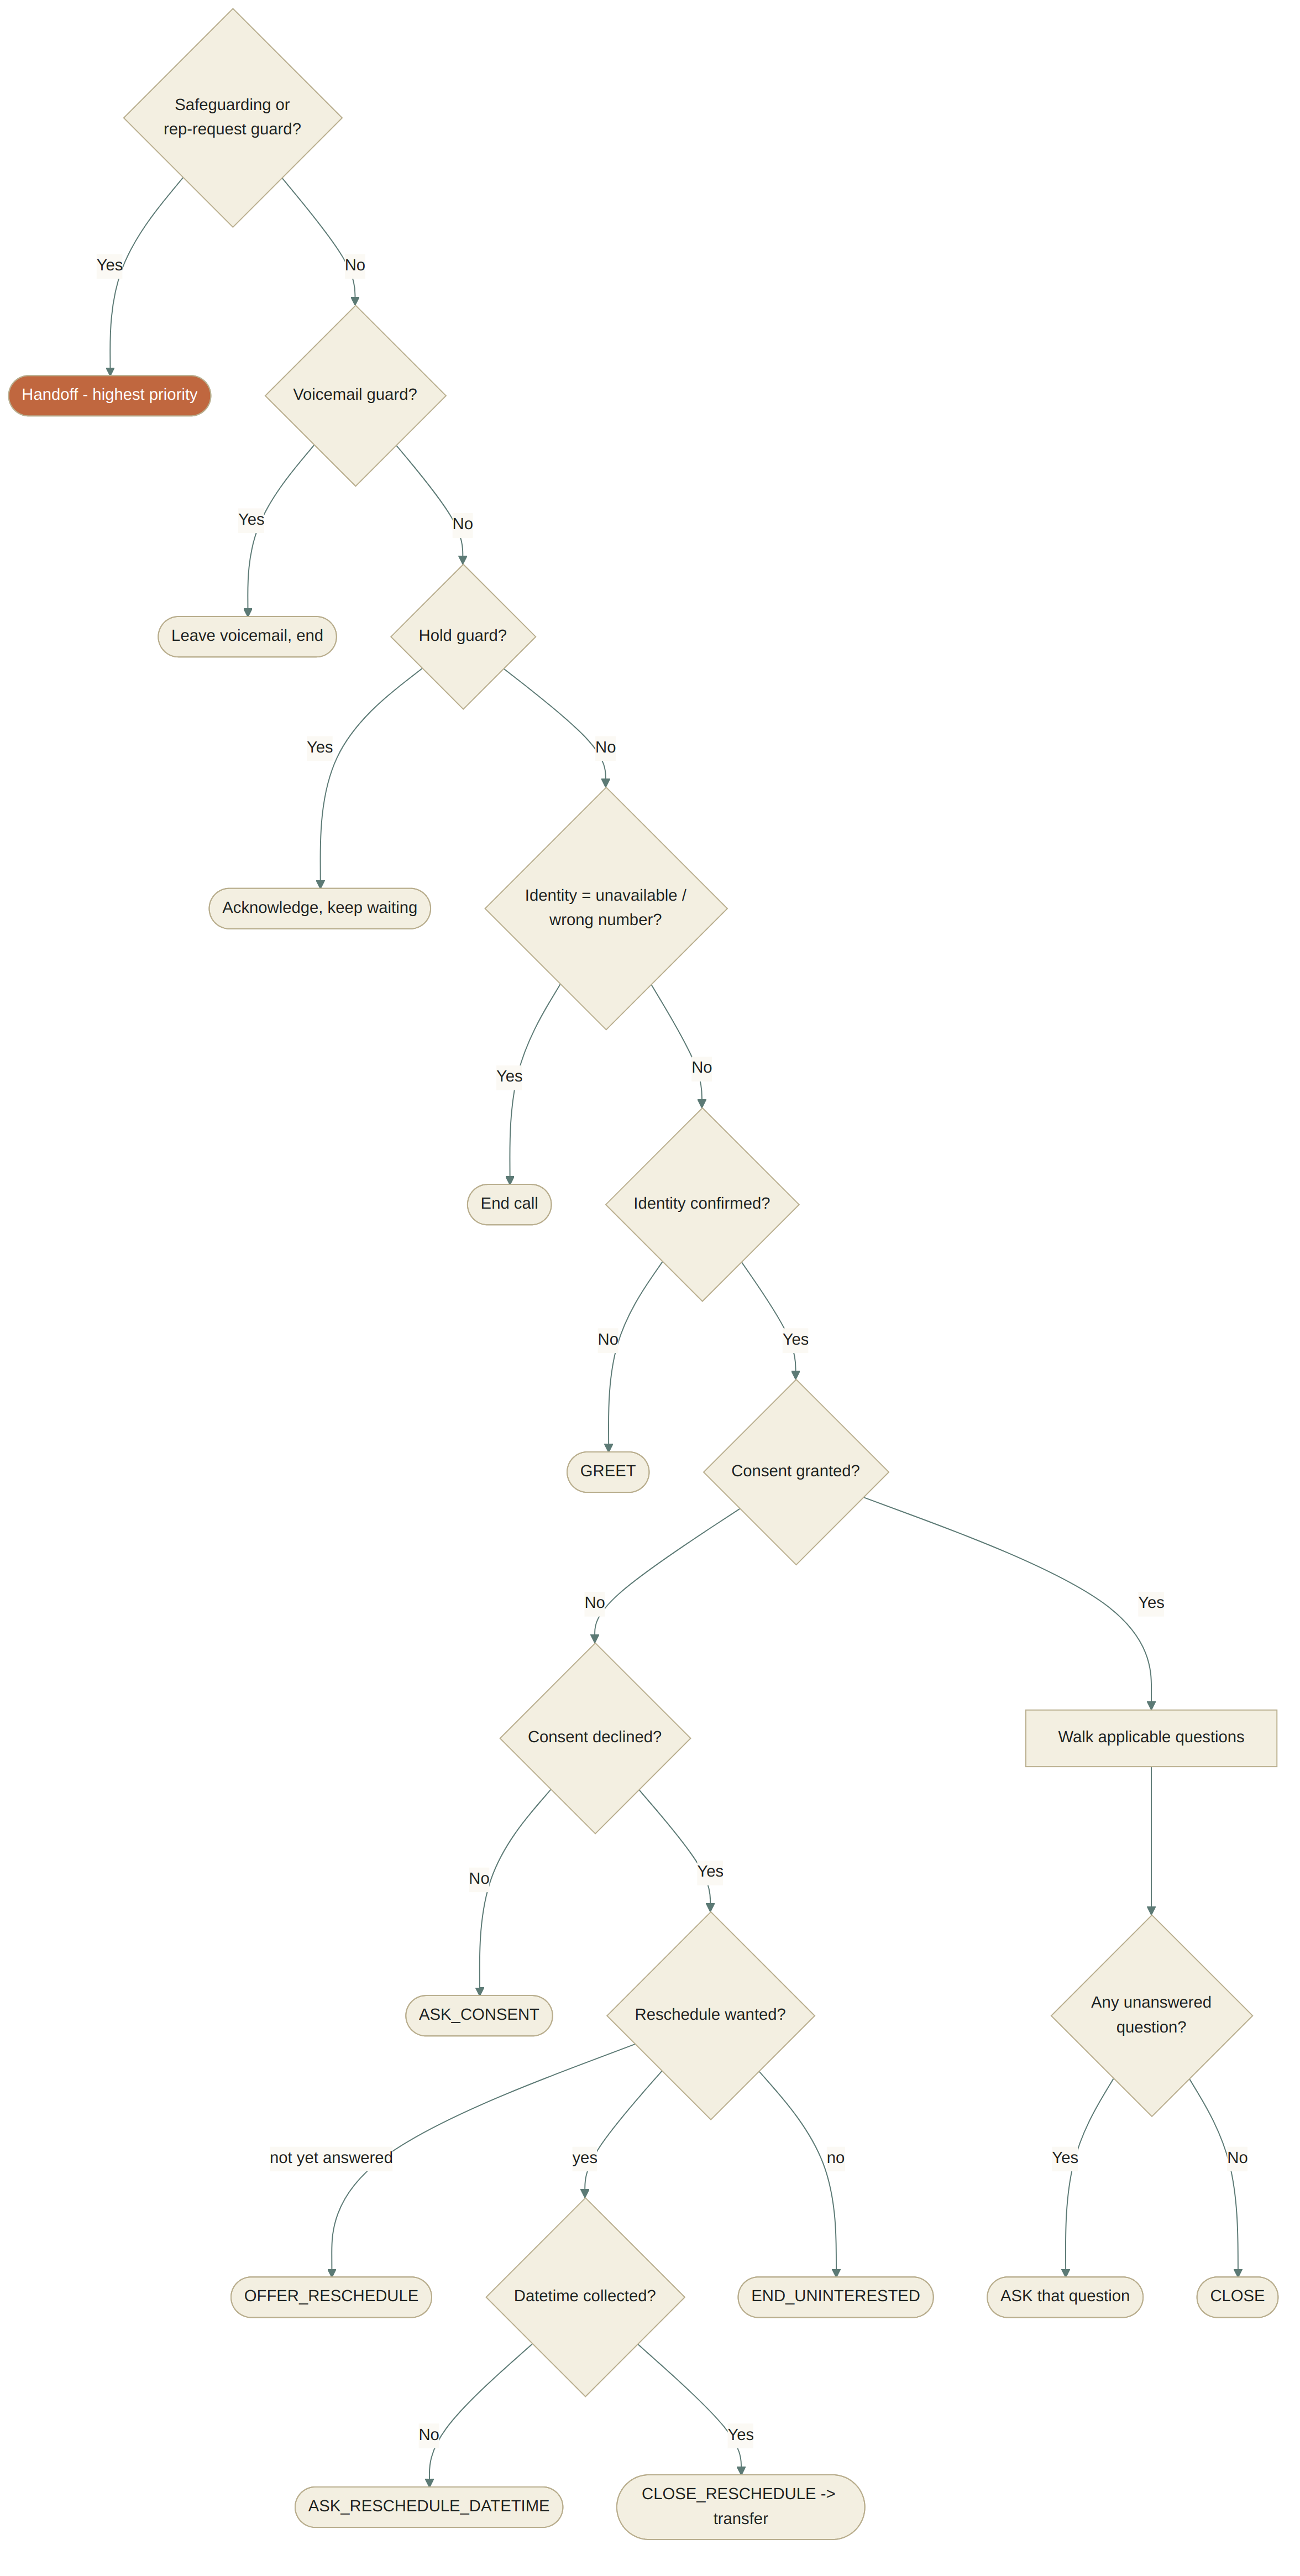 Safeguarding or
rep-request guard?
Yes
No
Handoff - highest priority
Voicemail guard?
Yes
No
Leave voicemail, end
Hold guard?
Yes
No
Acknowledge, keep waiting
Identity = unavailable /
wrong number?
Yes
No
End call
Identity confirmed?
No
Yes
GREET
Consent granted?
No
Yes
Consent declined?
Walk applicable questions
No
Yes
ASK_CONSENT
Reschedule wanted?
Any unanswered
question?
not yet answered
yes
no
Yes
No
OFFER_RESCHEDULE
Datetime collected?
END_UNINTERESTED
ASK that question
CLOSE
No
Yes
ASK_RESCHEDULE_DATETIME
CLOSE_RESCHEDULE ->
transfer